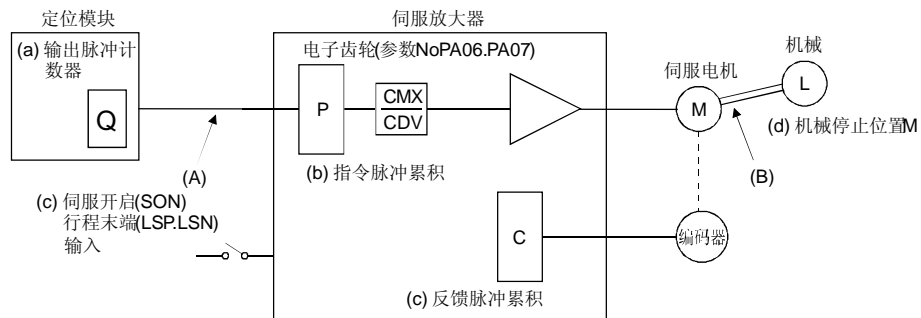 定位模块
伺服放大器
(a) 输出脉冲计
数器
Q
电子齿轮(参数NoPA06.PA07)
P
CMX
CDV
伺服电机
M
机械
L
(d) 机械停止位置M
(A)
(B)
(b) 指令脉冲累积
(c) 伺服开启(SON)
行程末端(LSP.LSN)
输入
C
编码器
(c) 反馈脉冲累积